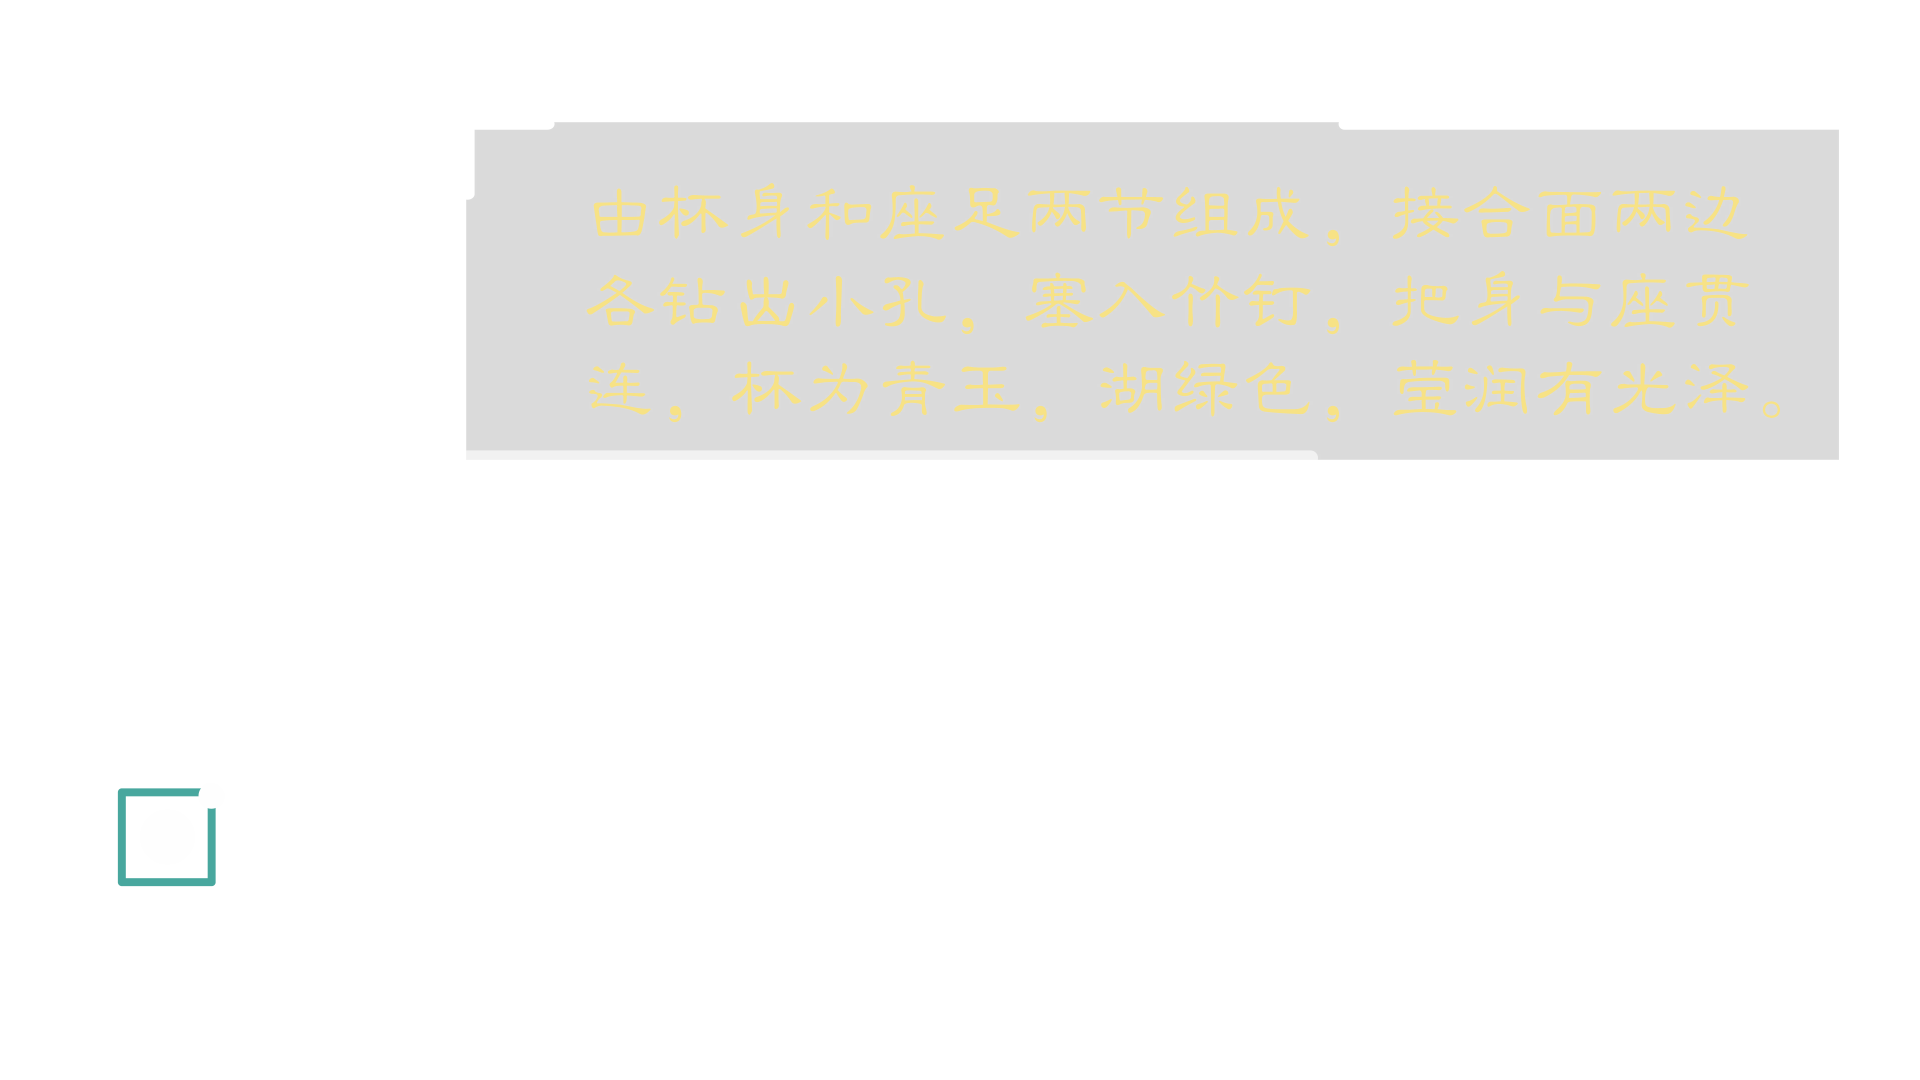 由杯身和座足两节组成，接合面两边
各钻出小孔，塞入竹钉，把身与座贯
连，杯为青玉，湖绿色，莹润有光泽。